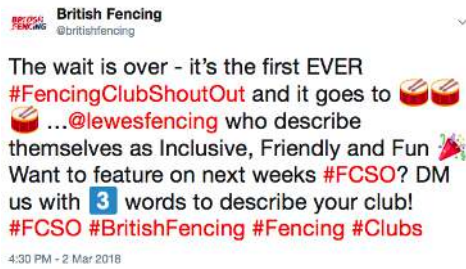 BRITISH
FENCING
British Fencing
@britishfencing
The wait is over - it's the first EVER
#FencingClubShoutOut and it goes to 🥁🥁
🥁 ...@lewesfencing who describe
themselves as Inclusive, Friendly and Fun 🎉
Want to feature on next weeks #FCSO? DM
us with 3️⃣ words to describe your club!
#FCSO #BritishFencing #Fencing #Clubs
4:30 PM - 2 Mar 2018